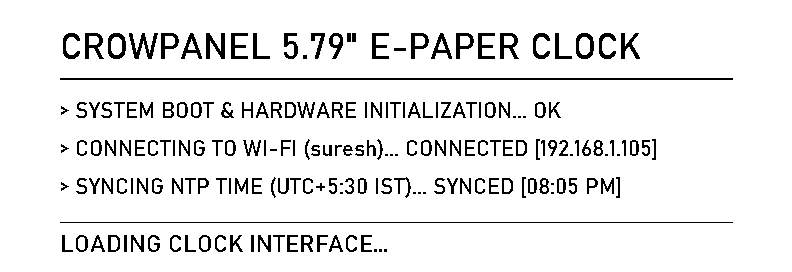 CROWPANEL 5.79" E-PAPER CLOCK
> SYSTEM BOOT & HARDWARE INITIALIZATION... OK
> CONNECTING TO WI-FI (suresh)... CONNECTED [192.168.1.105]
> SYNCING NTP TIME (UTC+5:30 IST)... SYNCED [08:05 PM]
LOADING CLOCK INTERFACE...